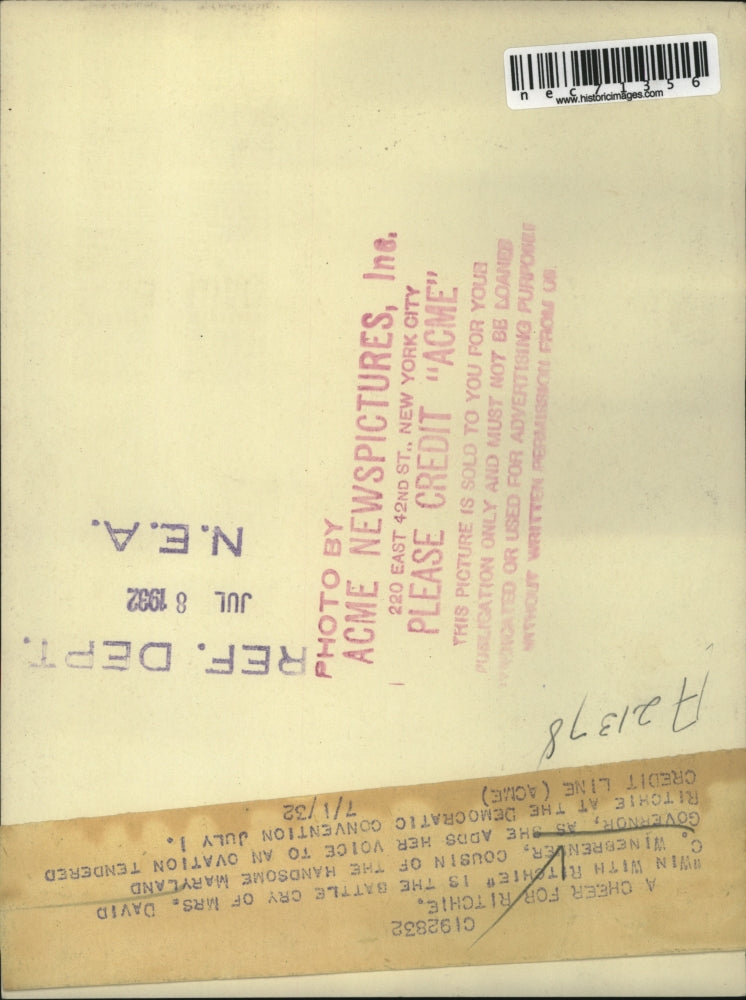 nec71356
www.historicimages.com
PHOTO BY
ACME NEWSPICTURES, Inc.
220 EAST 42ND ST., NEW YORK CITY
PLEASE CREDIT "ACME"
THIS PICTURE IS SOLD TO YOU FOR YOUR
PUBLICATION ONLY AND MUST NOT BE LOANED
OR USED FOR ADVERTISING PURPOSES
WITHOUT WRITTEN PERMISSION FROM US
REF. DEPT.
JUL 8 1932
N.E.A.
A21378
C192832
A CHEER FOR RITCHIE.
"WIN WITH RITCHIE" IS THE BATTLE CRY OF MRS. DAVID
C. WINEBRENER, COUSIN OF THE HANDSOME MARYLAND
GOVERNOR, AS SHE ADDS HER VOICE TO AN OVATION TENDERED
RITCHIE AT THE DEMOCRATIC CONVENTION JULY 1.
CREDIT LINE (ACME) 7/1/32